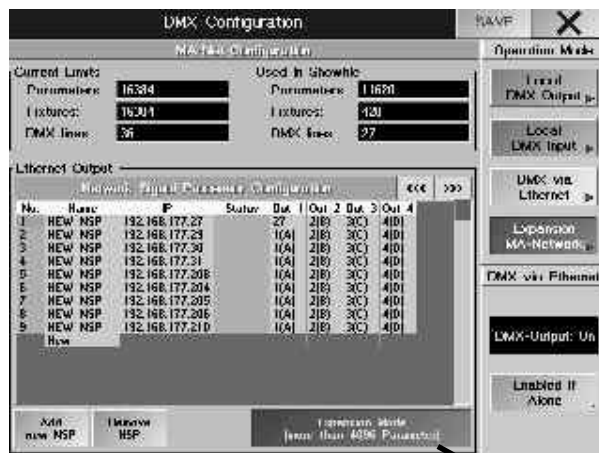 DMX Configuration
SAVE
MA-Net Configuration
Operation Mode
Current Limits
Used in Showfile
Parameters 16384
Parameters 11620
Fixtures: 16384
Fixtures: 420
DMX lines 36
DMX lines 27
Local DMX Output
Local DMX Input
DMX via Ethernet
Expansion MA-Network
Ethernet Output
Network Signal Processor Configuration <<< >>>
No. Name IP Status Out 1 Out 2 Out 3 Out 4
1 NEW NSP 192.168.177.27 27 2(B) 3(C) 4(D)
2 NEW NSP 192.168.177.29 1(A) 2(B) 3(C) 4(D)
3 NEW NSP 192.168.177.30 1(A) 2(B) 3(C) 4(D)
4 NEW NSP 192.168.177.31 1(A) 2(B) 3(C) 4(D)
5 NEW NSP 192.168.177.208 1(A) 2(B) 3(C) 4(D)
6 NEW NSP 192.168.177.204 1(A) 2(B) 3(C) 4(D)
7 NEW NSP 192.168.177.205 1(A) 2(B) 3(C) 4(D)
8 NEW NSP 192.168.177.206 1(A) 2(B) 3(C) 4(D)
9 NEW NSP 192.168.177.210 1(A) 2(B) 3(C) 4(D)
New
DMX via Ethernet
DMX-Output: On
Enabled If Alone
Add new NSP
Remove NSP
Expansion Mode
(more than 4096 Parameter)